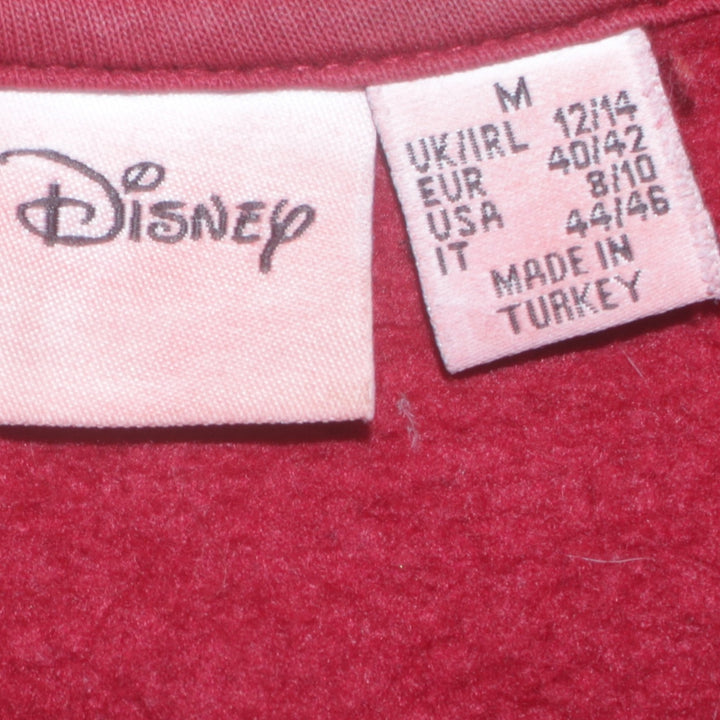 Disney
M
UK/IRL 12/14
EUR 40/42
USA 8/10
IT 44/46
MADE IN
TURKEY